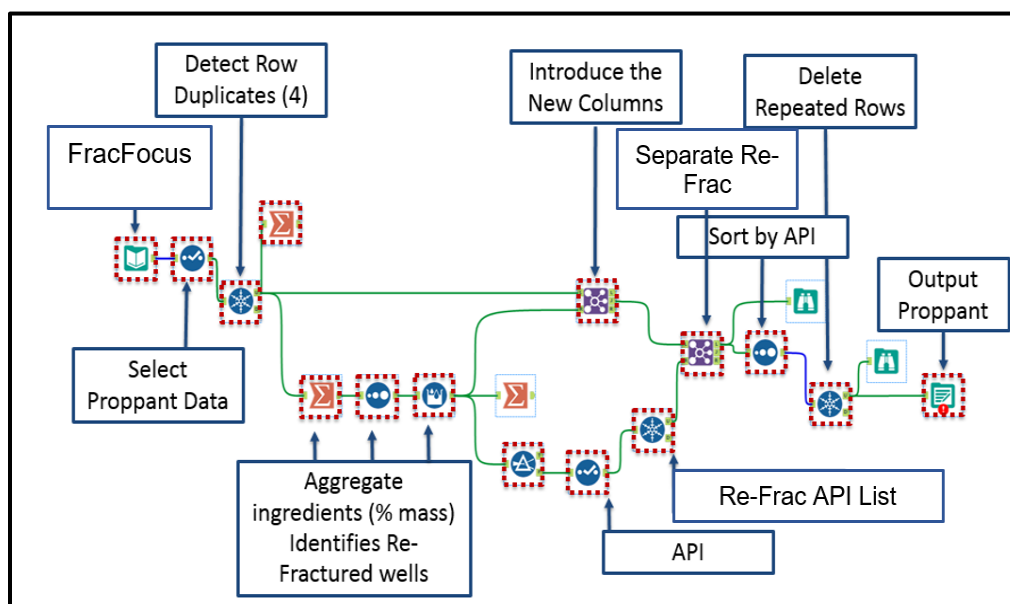 Detect Row
Duplicates (4)
Introduce the
New Columns
Delete
Repeated Rows
FracFocus
Separate Re-
Frac
Sort by API
Output
Proppant
Select
Proppant Data
Aggregate
ingredients (% mass)
Identifies Re-
Fractured wells
Re-Frac API List
API